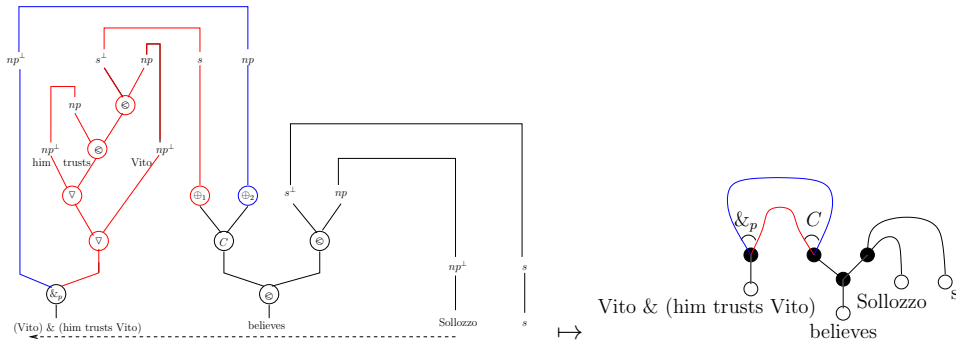 np⊥ s⊥ np s np
np &p C
⊗
np⊥ ⊗ np⊥
him trusts Vito
∇ ⊕1 ⊕2 s⊥ np
∇ C ⊗
np⊥ s
&p ⊗
(Vito) & (him trusts Vito) believes Sollozzo s
↦
Vito & (him trusts Vito) Sollozzo s
believes